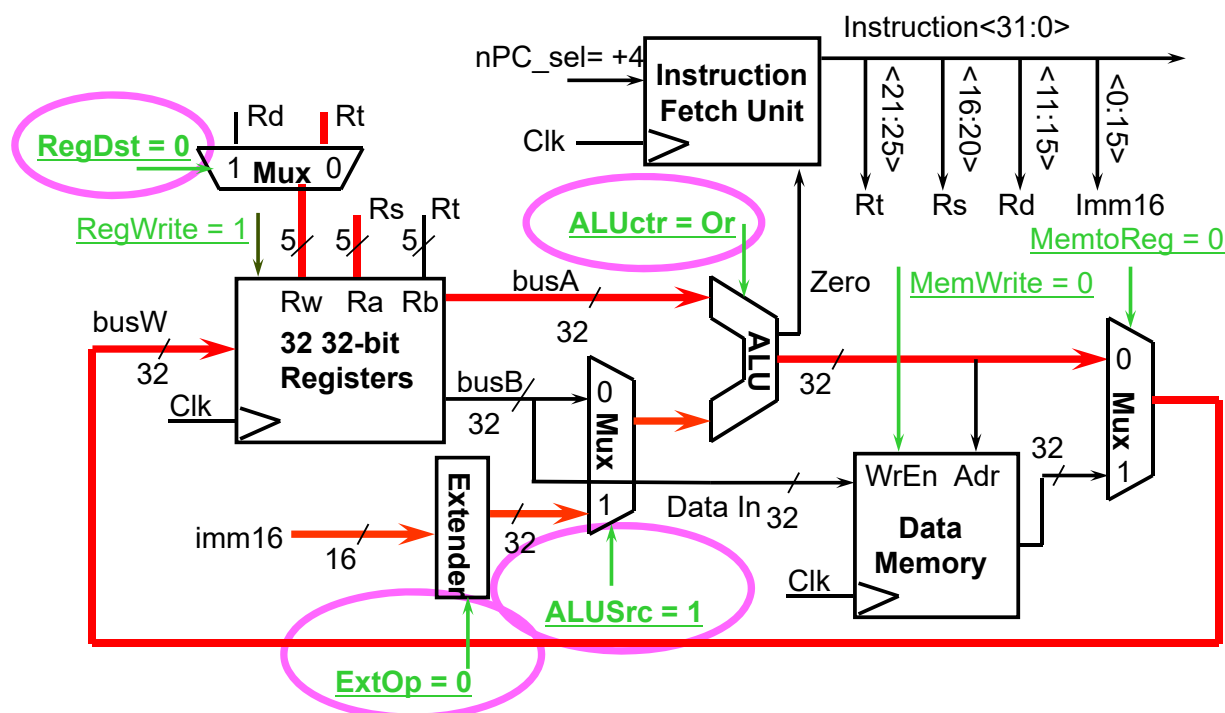 Instruction<31:0>
nPC_sel= +4
Instruction
Fetch Unit
<21:25>
<16:20>
<11:15>
<0:15>
Rd
Rt
Clk
RegDst = 0
1
Mux
0
Rt
Rs
Rd
Imm16
Rs
Rt
RegWrite = 1
ALUctr = Or
MemtoReg = 0
5
5
5
Zero
MemWrite = 0
busW
Rw
Ra
Rb
busA
32
32
32 32-bit
Registers
ALU
32
0
Mux
1
busB
32
0
Mux
1
Clk
32
WrEn
Adr
Data In
32
Data
Memory
imm16
16
Extender
32
Clk
ALUSrc = 1
ExtOp = 0